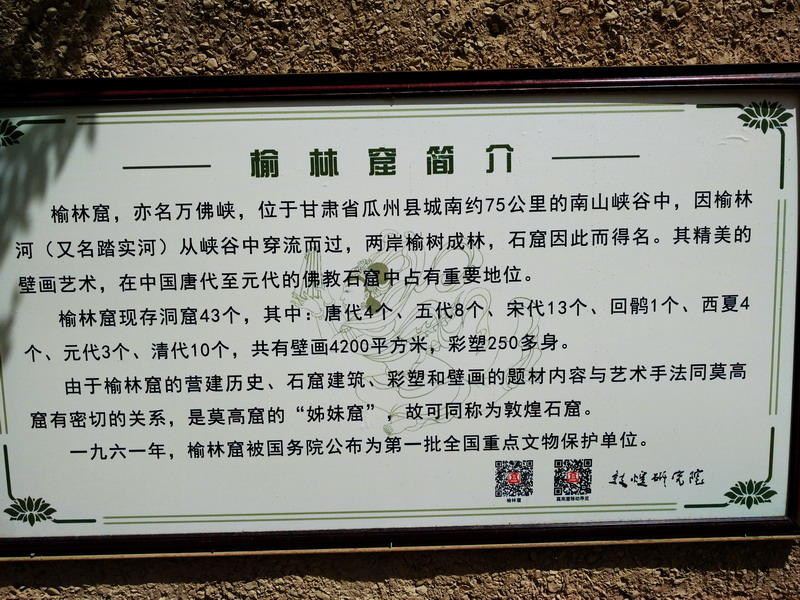 榆林窟简介
榆林窟，亦名万佛峡，位于甘肃省瓜州县城南约75公里的南山峡谷中，因榆林
河（又名踏实河）从峡谷中穿流而过，两岸榆树成林，石窟因此而得名。其精美的
壁画艺术，在中国唐代至元代的佛教石窟中占有重要地位。
榆林窟现存洞窟43个，其中：唐代4个、五代8个、宋代13个、回鹘1个、西夏4
个、元代3个、清代10个，共有壁画4200平方米，彩塑250多身。
由于榆林窟的营建历史、石窟建筑、彩塑和壁画的题材内容与艺术手法同莫高
窟有密切的关系，是莫高窟的“姊妹窟”，故可同称为敦煌石窟。
一九六一年，榆林窟被国务院公布为第一批全国重点文物保护单位。
敦煌研究院
榆林窟